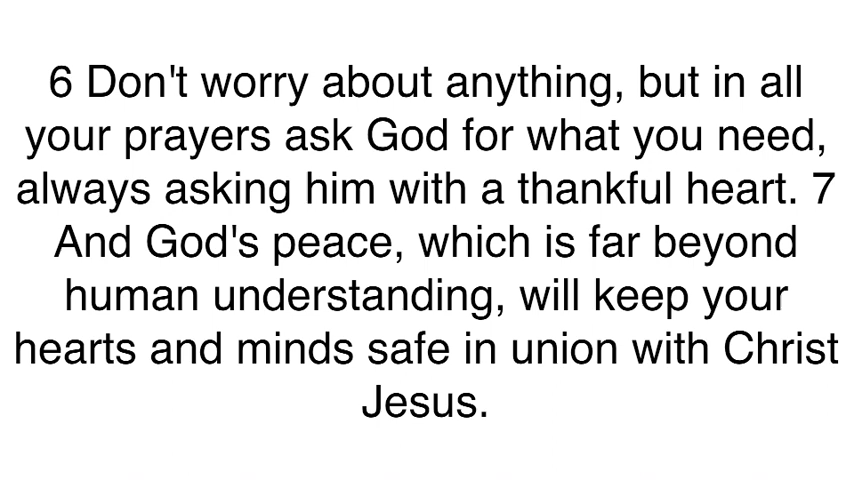 6 Don't worry about anything, but in all
your prayers ask God for what you need,
always asking him with a thankful heart. 7
And God's peace, which is far beyond
human understanding, will keep your
hearts and minds safe in union with Christ
Jesus.